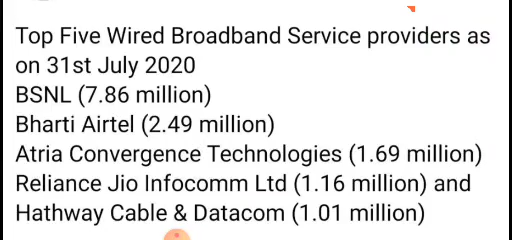 Top Five Wired Broadband Service providers as
on 31st July 2020
BSNL (7.86 million)
Bharti Airtel (2.49 million)
Atria Convergence Technologies (1.69 million)
Reliance Jio Infocomm Ltd (1.16 million) and
Hathway Cable & Datacom (1.01 million)